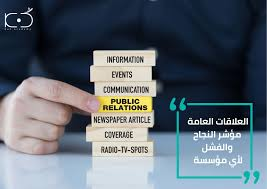 INFORMATION
EVENTS
COMMUNICATION
PUBLIC
RELATIONS
NEWSPAPER ARTICLE
COVERAGE
RADIO-TV-SPOTS
العلاقات العامة
مؤشر النجاح
والفشل
لأي مؤسسة